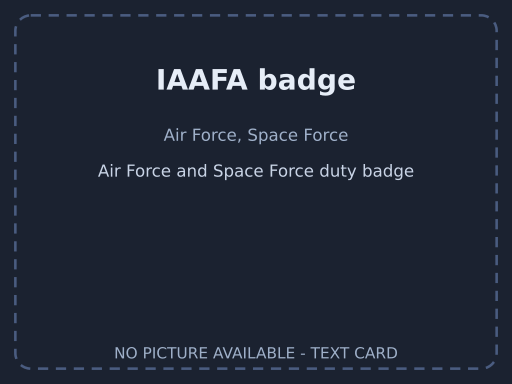 IAAFA badge
Air Force, Space Force
Air Force and Space Force duty badge
NO PICTURE AVAILABLE - TEXT CARD